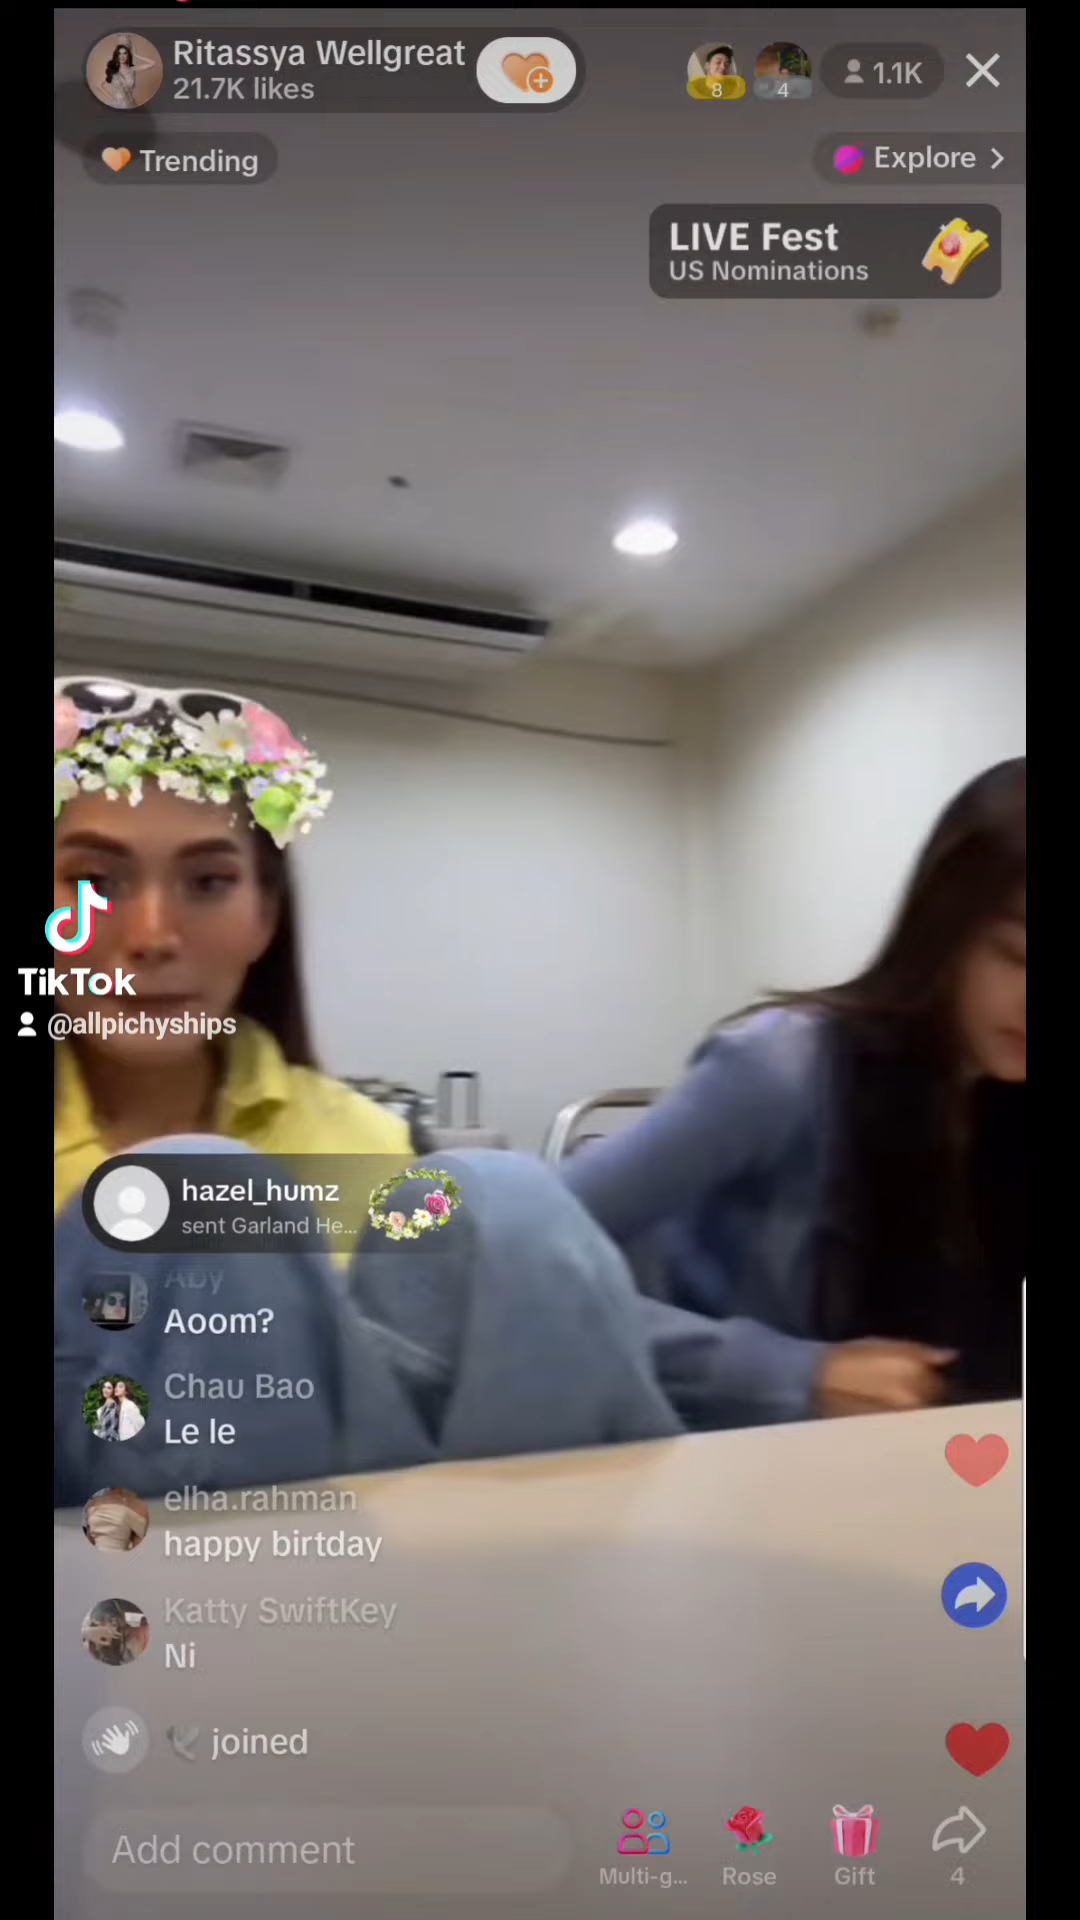 Ritassya Wellgreat
21.7K likes
8
4
1.1K
Trending
Explore
LIVE Fest
US Nominations
TikTok
@allpichyships
hazel_humz
sent Garland He...
Aby
Aoom?
Chau Bao
Le le
elha.rahman
happy birtday
Katty SwiftKey
Ni
joined
Add comment
Multi-g...
Rose
Gift
4